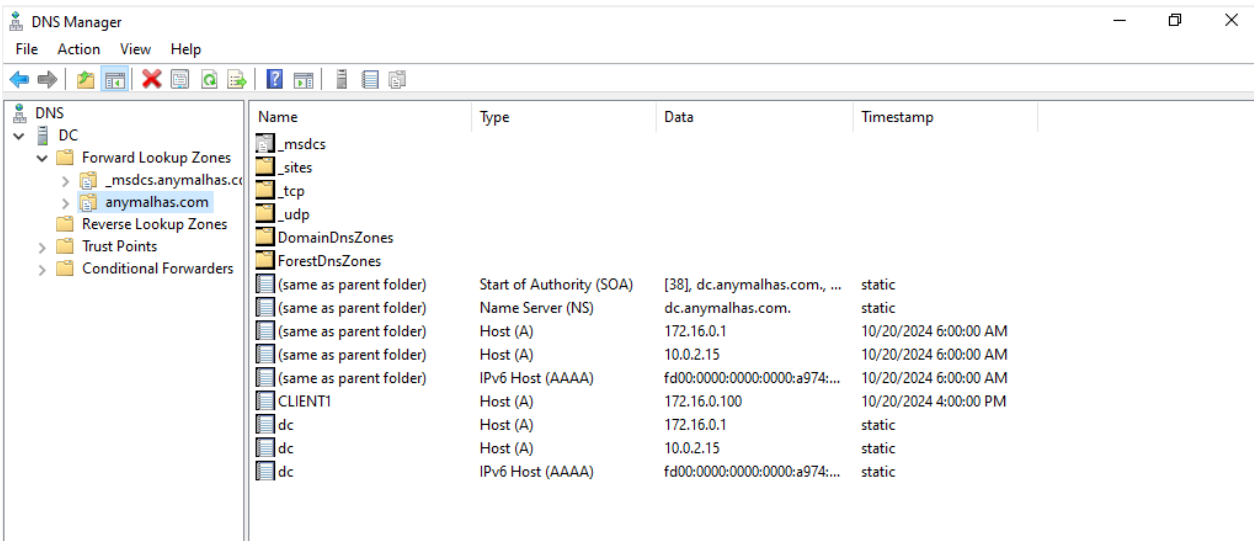 DNS Manager
File Action View Help
DNS
DC
Forward Lookup Zones
_msdcs.anymalhas.co
anymalhas.com
Reverse Lookup Zones
Trust Points
Conditional Forwarders
Name Type Data Timestamp
_msdcs
_sites
_tcp
_udp
DomainDnsZones
ForestDnsZones
(same as parent folder) Start of Authority (SOA) [38], dc.anymalhas.com., ... static
(same as parent folder) Name Server (NS) dc.anymalhas.com. static
(same as parent folder) Host (A) 172.16.0.1 10/20/2024 6:00:00 AM
(same as parent folder) Host (A) 10.0.2.15 10/20/2024 6:00:00 AM
(same as parent folder) IPv6 Host (AAAA) fd00:0000:0000:0000:a974:... 10/20/2024 6:00:00 AM
CLIENT1 Host (A) 172.16.0.100 10/20/2024 4:00:00 PM
dc Host (A) 172.16.0.1 static
dc Host (A) 10.0.2.15 static
dc IPv6 Host (AAAA) fd00:0000:0000:0000:a974:... static